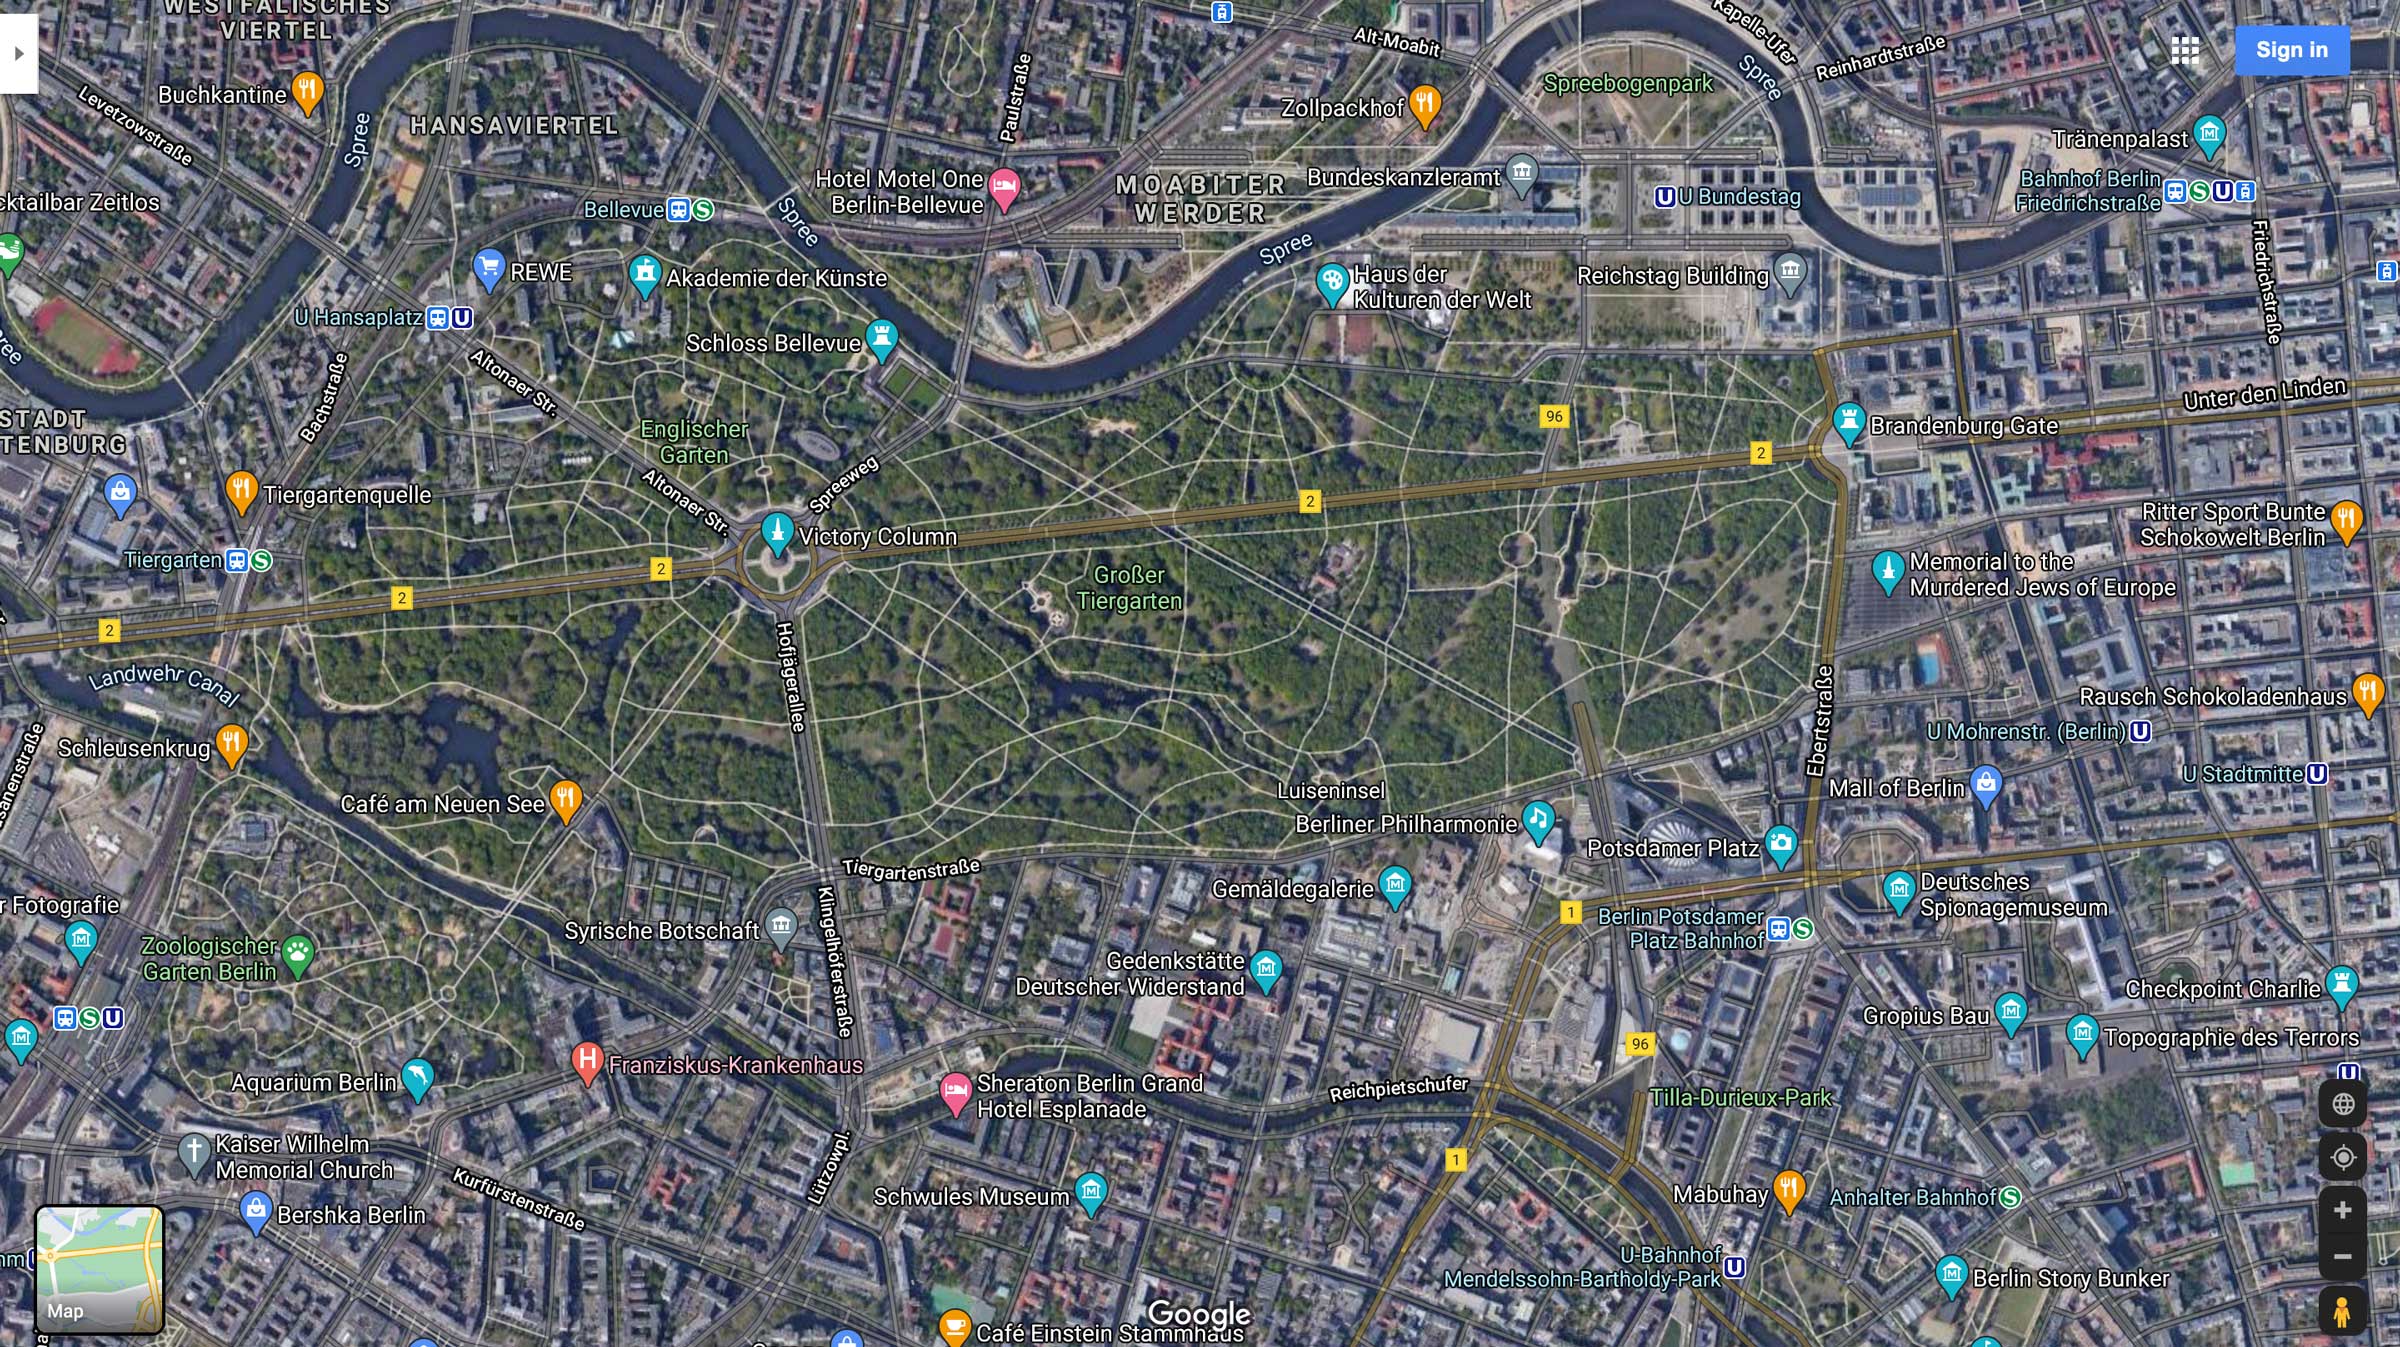 WESTFÄLISCHES
VIERTEL
Alt-Moabit
Kapelle-Ufer
Reinhardtstraße
Sign in
Buchkantine
Levetzowstraße
Spree
HANSAVIERTEL
Paulstraße
Zollpackhof
Spreebogenpark
Spree
Tränenpalast
cktailbar Zeitlos
Bellevue
Hotel Motel One
Berlin-Bellevue
MOABITER
WERDER
Bundeskanzleramt
U Bundestag
Bahnhof Berlin
Friedrichstraße
Spree
Spree
Friedrichstraße
REWE
Akademie der Künste
Haus der
Kulturen der Welt
Reichstag Building
U Hansaplatz
Schloss Bellevue
Altonaer Str.
Bachstraße
STADT
TENBURG
Englischer
Garten
96
2
Brandenburg Gate
Unter den Linden
Tiergartenquelle
Altonaer Str.
Spreeweg
2
Victory Column
Ritter Sport Bunte
Schokowelt Berlin
Tiergarten
2
2
2
Großer
Tiergarten
Memorial to the
Murdered Jews of Europe
Landwehr Canal
Hofjägerallee
Ebertstraße
Rausch Schokoladenhaus
U Mohrenstr. (Berlin)
Schleusenkrug
U Stadtmitte
Café am Neuen See
Luiseninsel
Berliner Philharmonie
Mall of Berlin
Potsdamer Platz
Tiergartenstraße
Gemäldegalerie
Deutsches
Spionagemuseum
r Fotografie
Klingelhöferstraße
Syrische Botschaft
1
Berlin Potsdamer
Platz Bahnhof
Zoologischer
Garten Berlin
Gedenkstätte
Deutscher Widerstand
Checkpoint Charlie
Gropius Bau
Topographie des Terrors
96
Franziskus-Krankenhaus
Aquarium Berlin
Sheraton Berlin Grand
Hotel Esplanade
Reichpietschufer
Tilla-Durieux-Park
Kaiser Wilhelm
Memorial Church
Kurfürstenstraße
Lützowpl.
1
Schwules Museum
Mabuhay
Anhalter Bahnhof
Bershka Berlin
U-Bahnhof
Mendelssohn-Bartholdy-Park
Berlin Story Bunker
Map
Google
Café Einstein Stammhaus